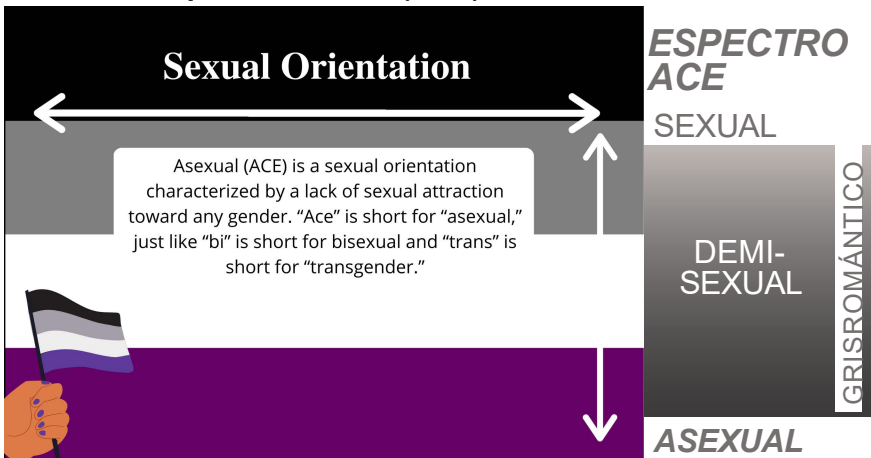 Sexual Orientation
Asexual (ACE) is a sexual orientation
characterized by a lack of sexual attraction
toward any gender. “Ace” is short for “asexual,”
just like “bi” is short for bisexual and “trans” is
short for “transgender.”
ESPECTRO
ACE
SEXUAL
DEMI-
SEXUAL
GRISROMÁNTICO
ASEXUAL